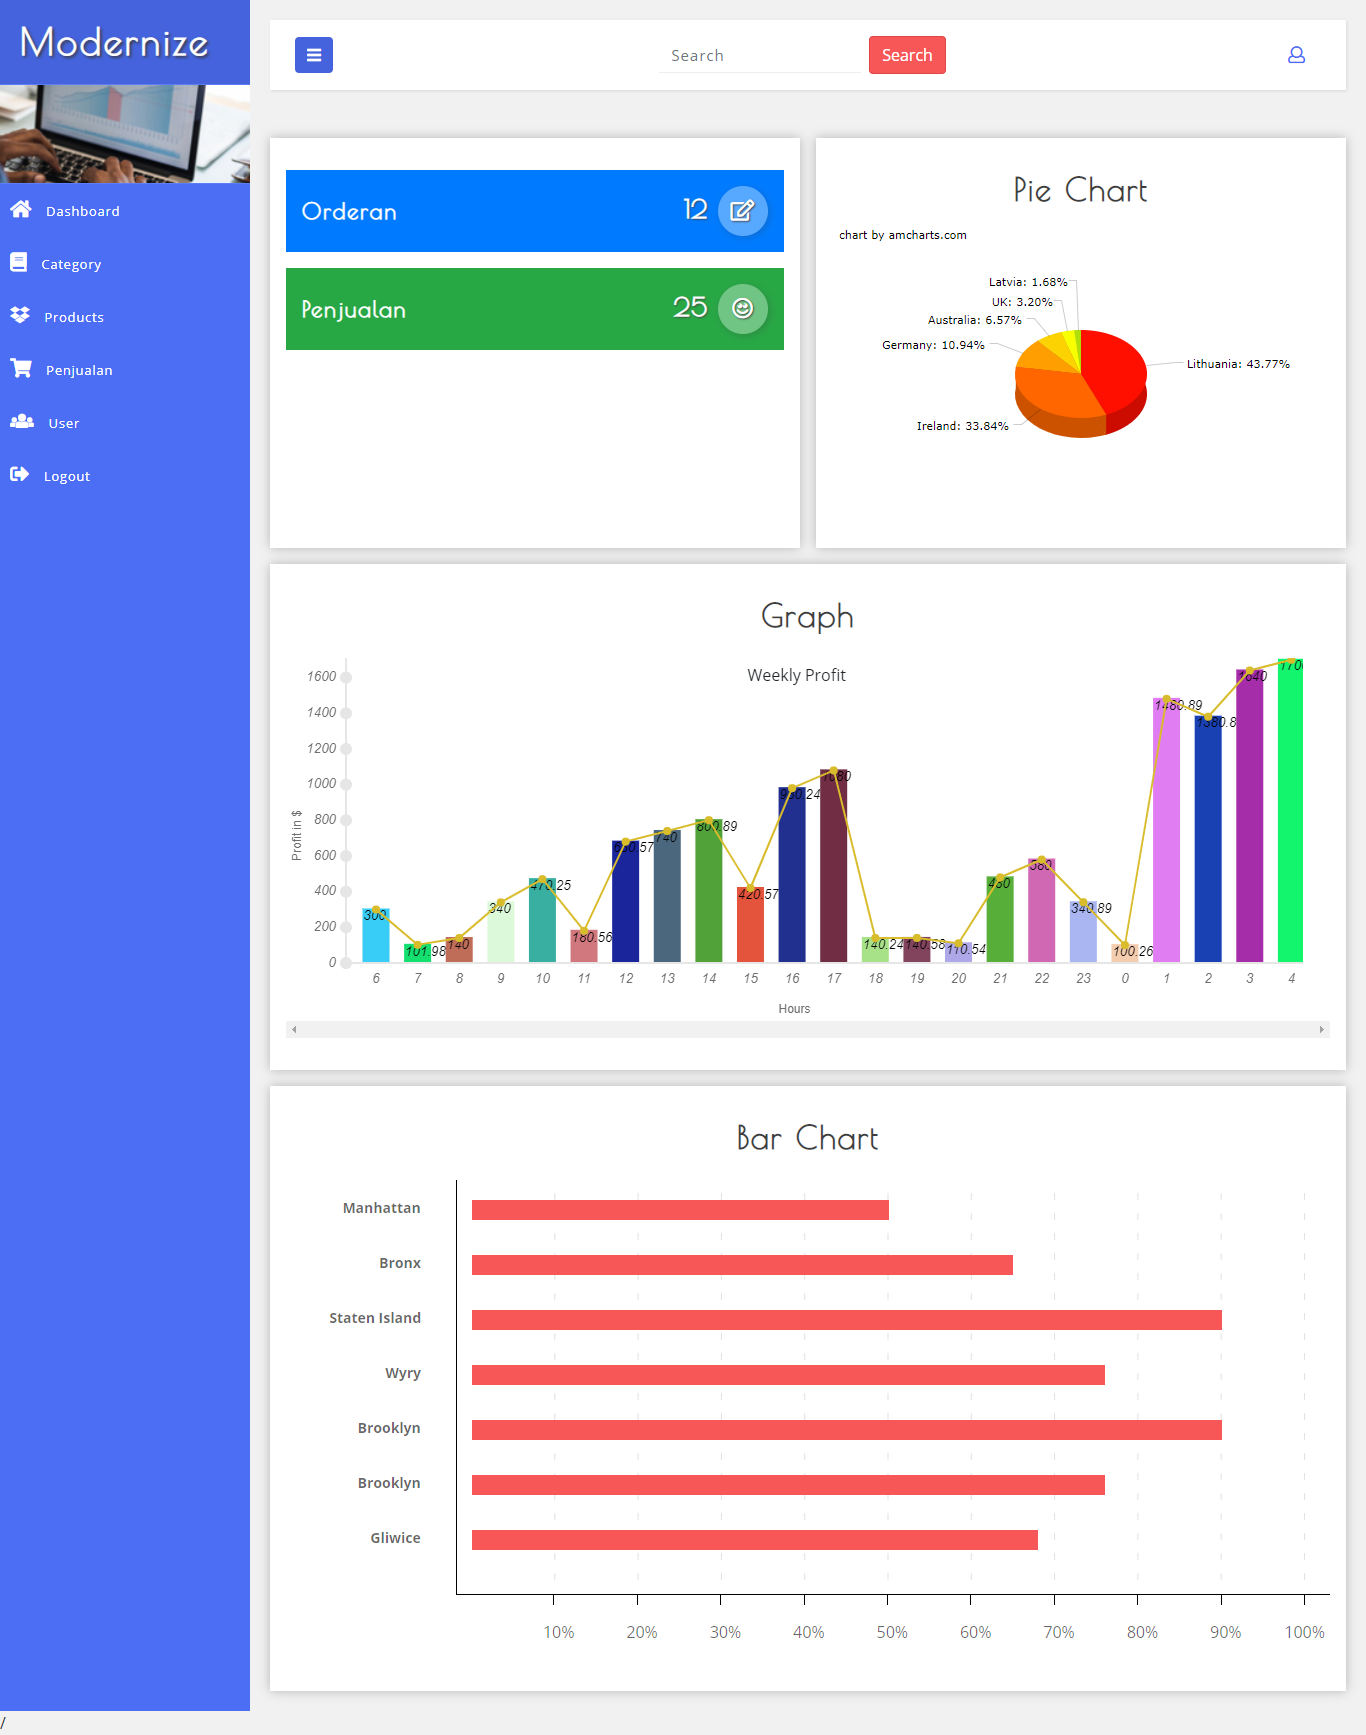 Modernize
Search
Search
Dashboard
Category
Products
Penjualan
User
Logout
Orderan 12
Penjualan 25
Pie Chart
chart by amcharts.com
Latvia: 1.68%
UK: 3.20%
Australia: 6.57%
Germany: 10.94%
Lithuania: 43.77%
Ireland: 33.84%
Graph
Weekly Profit
1600
1400
1200
1000
800
600
400
200
0
Profit in $
300
101.98
140
340
470.25
180.56
680.57
740
800.89
420.57
980.24
1080
140.24
140.58
110.54
480
580
340.89
100.26
1480.89
1380.8
1640
6 7 8 9 10 11 12 13 14 15 16 17 18 19 20 21 22 23 0 1 2 3 4
Hours
Bar Chart
Manhattan
Bronx
Staten Island
Wyry
Brooklyn
Brooklyn
Gliwice
10% 20% 30% 40% 50% 60% 70% 80% 90% 100%
/